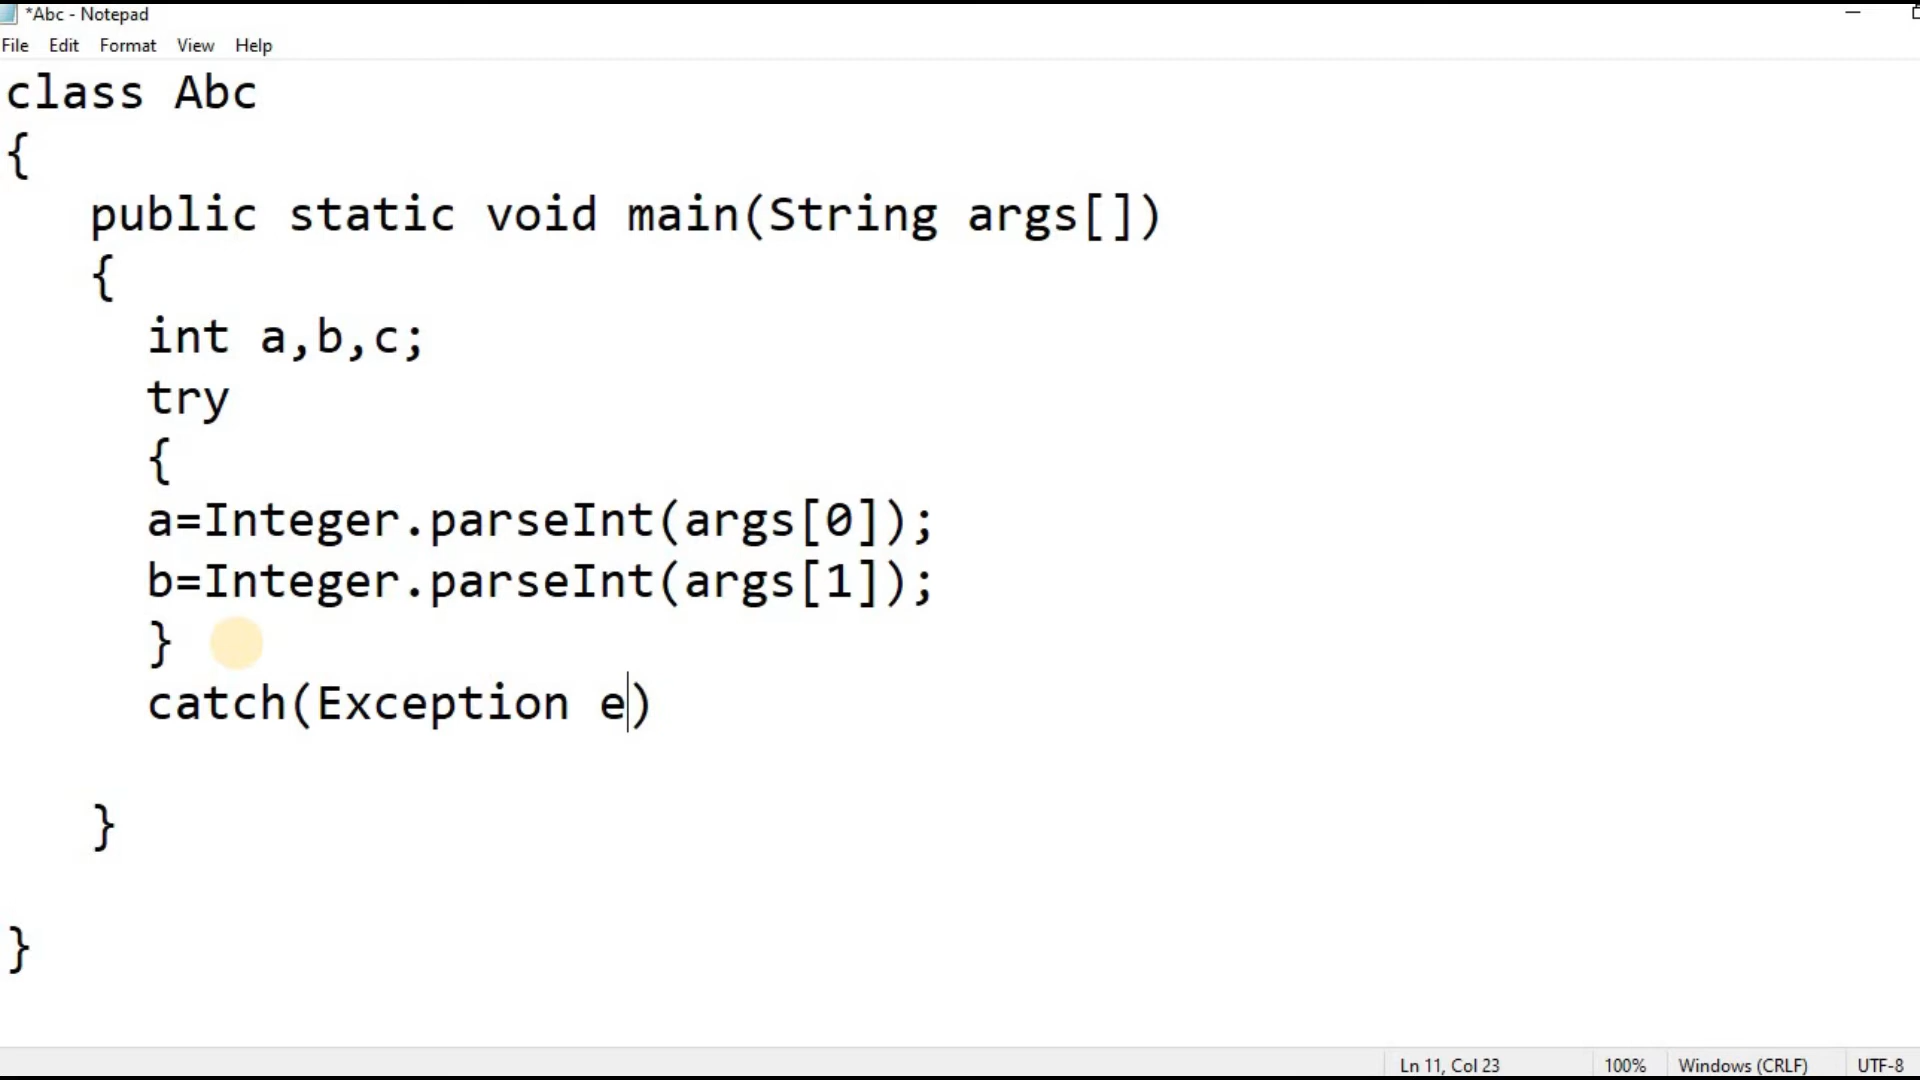 *Abc - Notepad
File Edit Format View Help
class Abc
{
public static void main(String args[])
{
int a,b,c;
try
{
a=Integer.parseInt(args[0]);
b=Integer.parseInt(args[1]);
}
catch(Exception e)
}
}
Ln 11, Col 23 100% Windows (CRLF) UTF-8